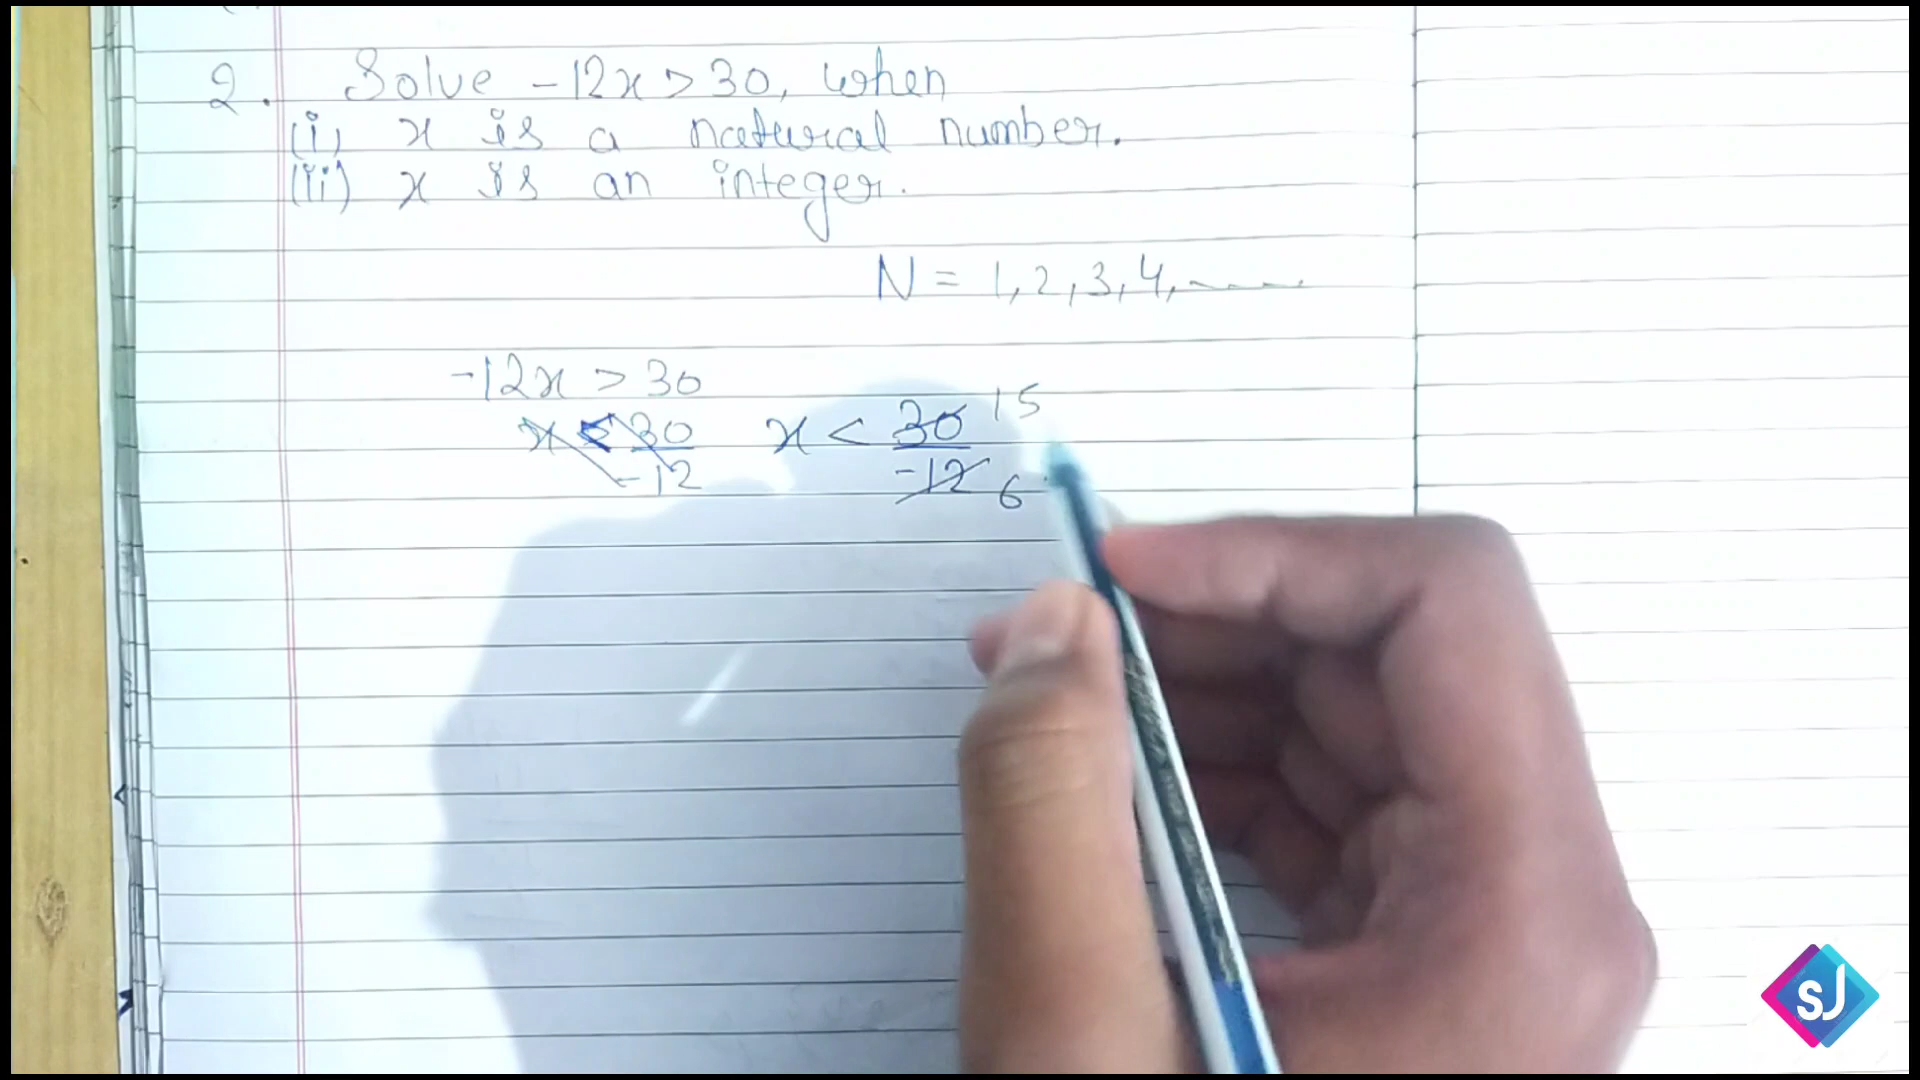 2. Solve -12x > 30, when
(i) x is a natural number.
(ii) x is an integer.
N = 1, 2, 3, 4, ......
-12x > 30
x < 30 x < 30 15
-12 -12 6
SJ